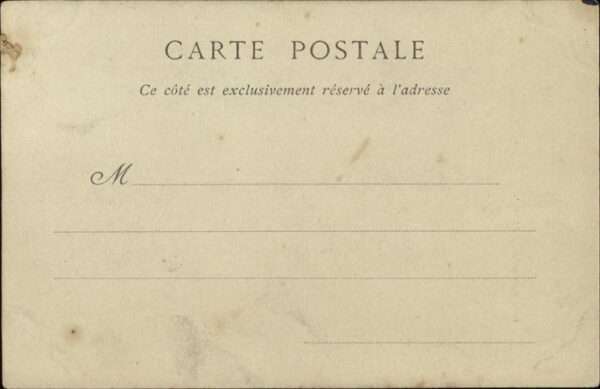 CARTE POSTALE
Ce côté est exclusivement réservé à l'adresse
M